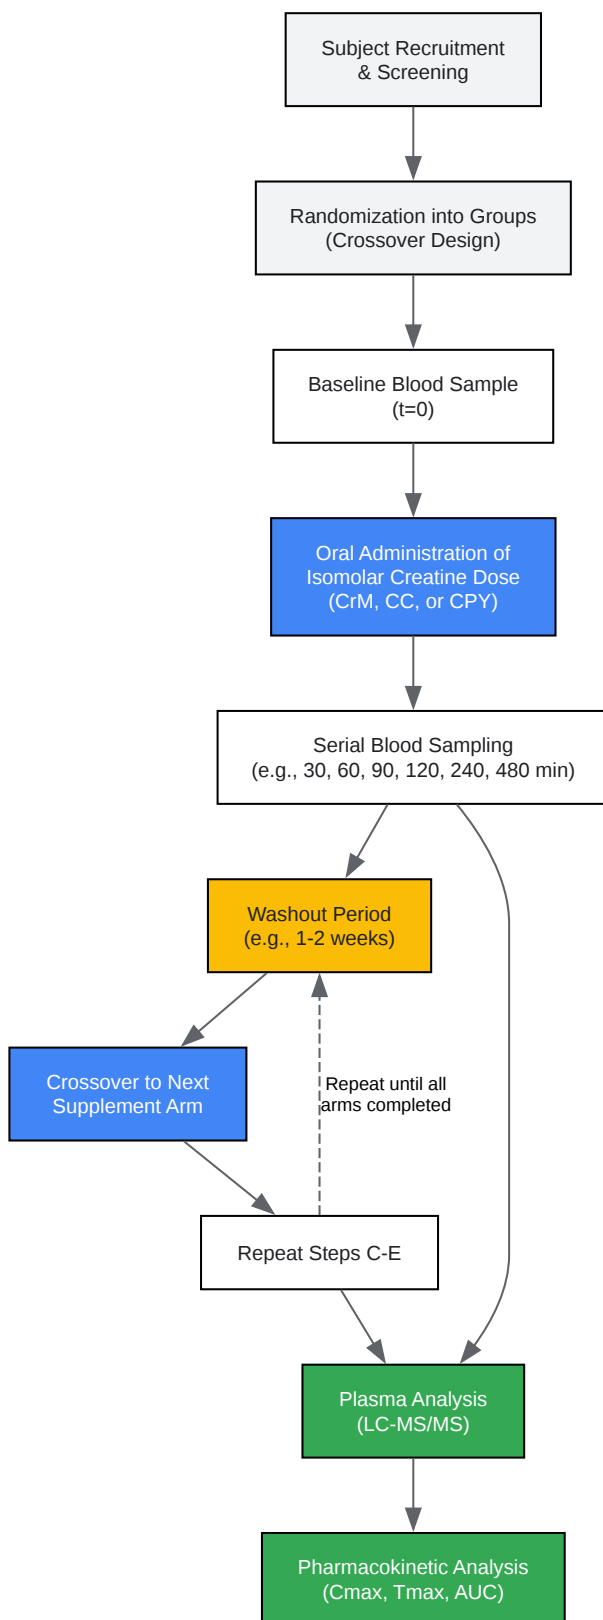 Subject Recruitment
& Screening
Randomization into Groups
(Crossover Design)
Baseline Blood Sample
(t=0)
Oral Administration of
Isomolar Creatine Dose
(CrM, CC, or CPY)
Serial Blood Sampling
(e.g., 30, 60, 90, 120, 240, 480 min)
Washout Period
(e.g., 1-2 weeks)
Crossover to Next
Supplement Arm
Repeat until all
arms completed
Repeat Steps C-E
Plasma Analysis
(LC-MS/MS)
Pharmacokinetic Analysis
(Cmax, Tmax, AUC)